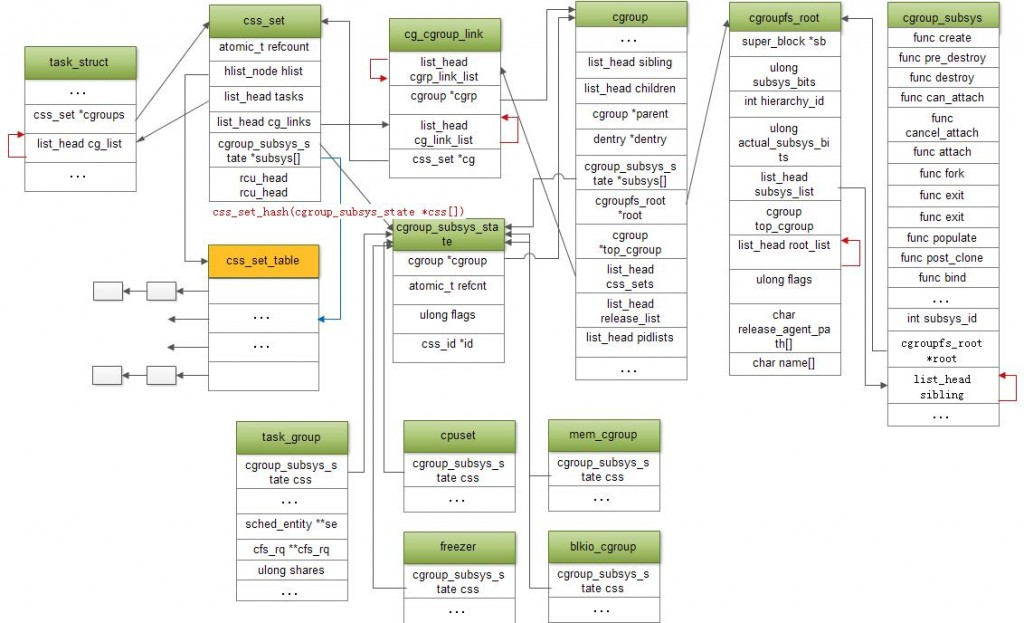 task_struct
...
css_set *cgroups
list_head cg_list
...
css_set
atomic_t refcount
hlist_node hlist
list_head tasks
list_head cg_links
cgroup_subsys_s
tate *subsys[]
rcu_head
rcu_head
css_set_hash(cgroup_subsys_state *css[])
css_set_table
...
...
cg_cgroup_link
list_head
cgrp_link_list
cgroup *cgrp
list_head
cg_link_list
css_set *cg
cgroup_subsys_sta
te
cgroup *cgroup
atomic_t refcnt
ulong flags
css_id *id
cgroup
...
list_head sibling
list_head children
cgroup *parent
dentry *dentry
cgroup_subsys_s
tate *subsys[]
cgroupfs_root
*root
cgroup
*top_cgroup
list_head
css_sets
list_head
release_list
list_head pidlists
...
cgroupfs_root
super_block *sb
ulong
subsys_bits
int hierarchy_id
ulong
actual_subsys_bi
ts
list_head
subsys_list
cgroup
top_cgroup
list_head root_list
ulong flags
char
release_agent_pa
th[]
char name[]
cgroup_subsys
func create
func pre_destroy
func destroy
func can_attach
func
cancel_attach
func attach
func fork
func exit
func exit
func populate
func post_clone
func bind
...
int subsys_id
cgroupfs_root
*root
list_head
sibling
...
task_group
cgroup_subsys_s
tate css
...
sched_entity **se
cfs_rq **cfs_rq
ulong shares
...
cpuset
cgroup_subsys_s
tate css
...
mem_cgroup
cgroup_subsys_s
tate css
...
freezer
cgroup_subsys_s
tate css
...
blkio_cgroup
cgroup_subsys_s
tate css
...